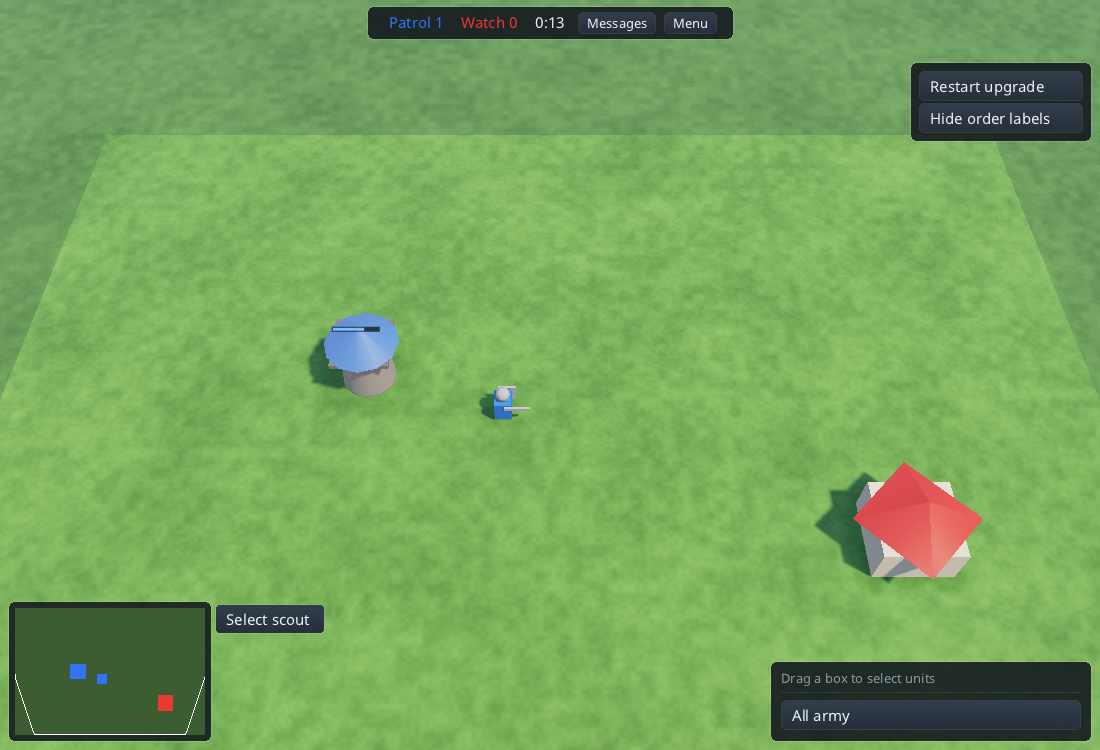 Patrol 1 Watch 0 0:13 Messages Menu
Restart upgrade
Hide order labels
Select scout
Drag a box to select units
All army